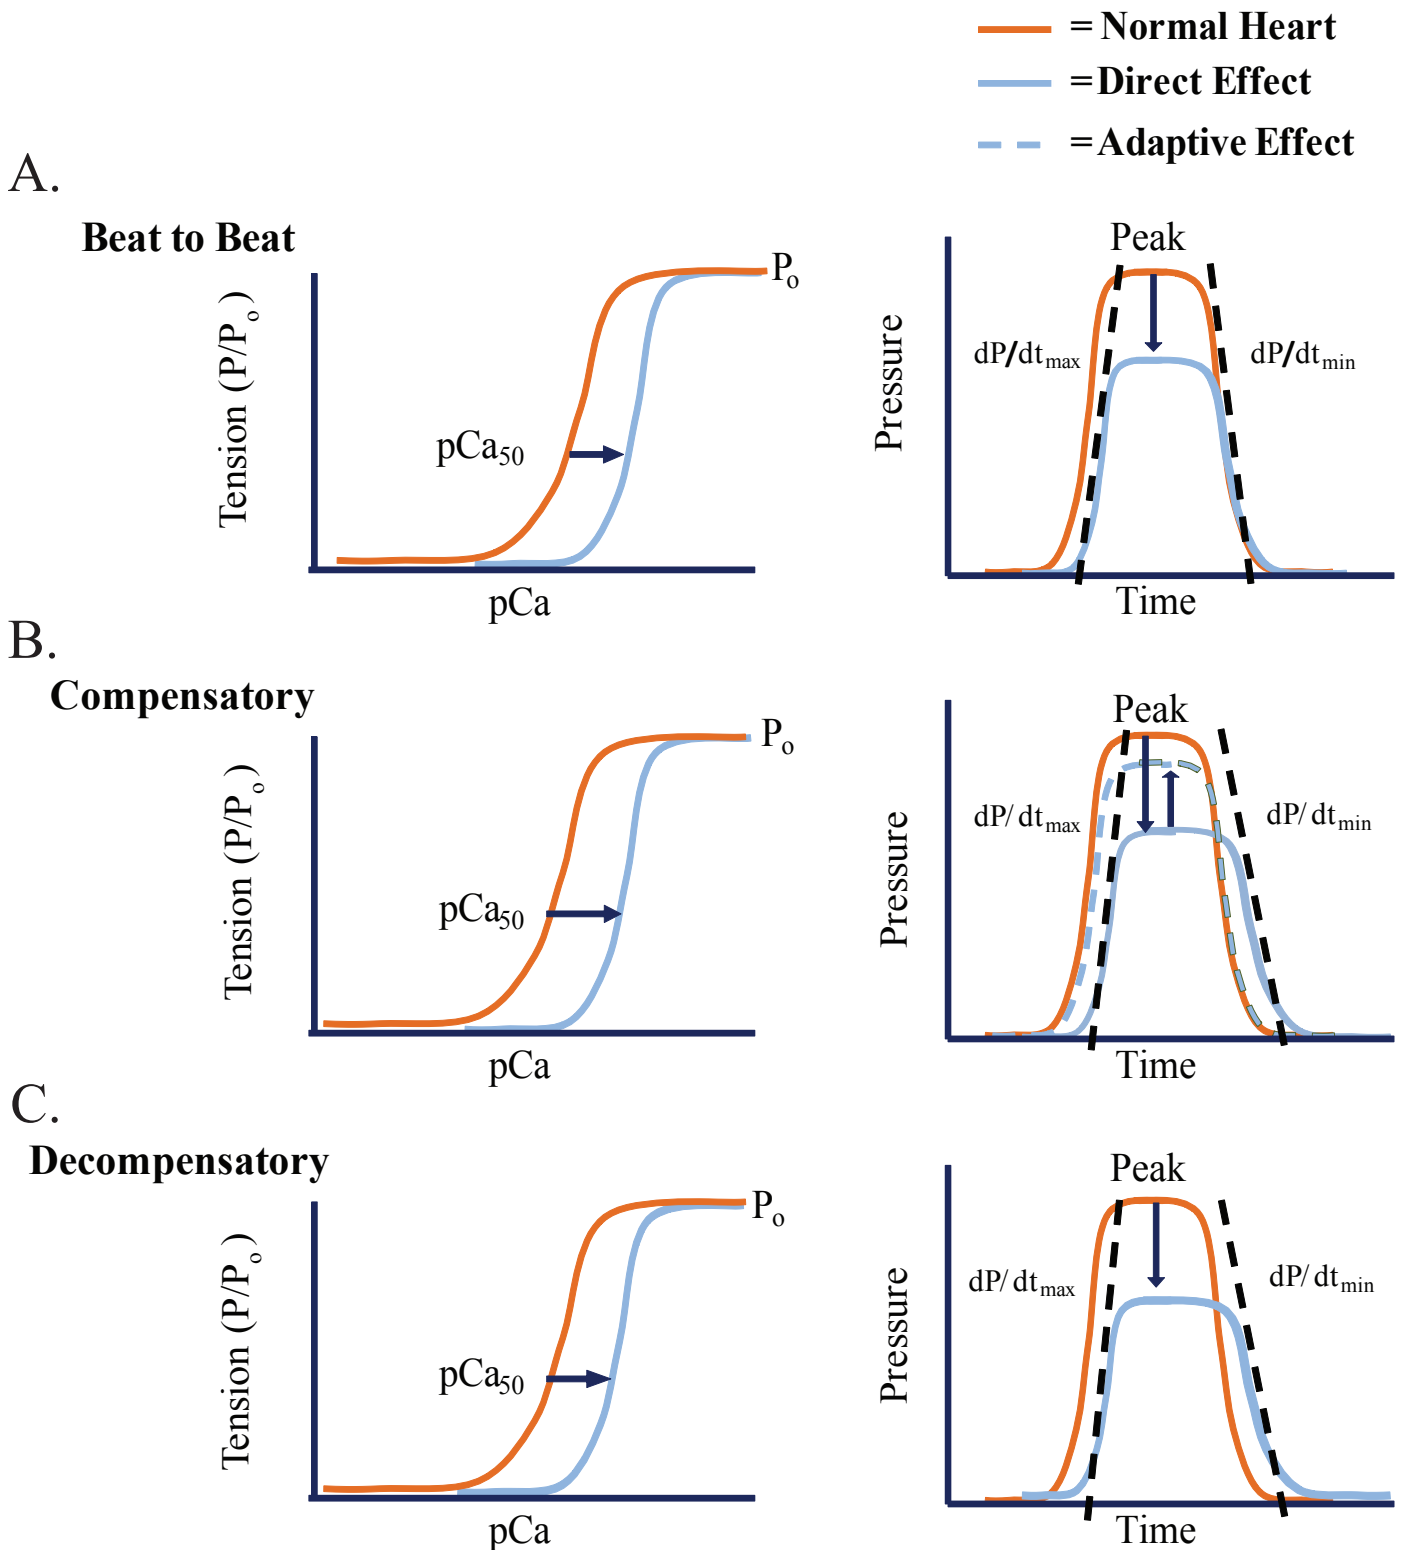 = Normal Heart
= Direct Effect
= Adaptive Effect
A.
Beat to Beat
Tension (P/Pₒ)
Pₒ
pCa₅₀
pCa
Peak
Pressure
dP/dtₘₐₓ
dP/dtₘᵢₙ
Time
B.
Compensatory
Tension (P/Pₒ)
Pₒ
pCa₅₀
pCa
Peak
Pressure
dP/dtₘₐₓ
dP/dtₘᵢₙ
Time
C.
Decompensatory
Tension (P/Pₒ)
Pₒ
pCa₅₀
pCa
Peak
Pressure
dP/dtₘₐₓ
dP/dtₘᵢₙ
Time